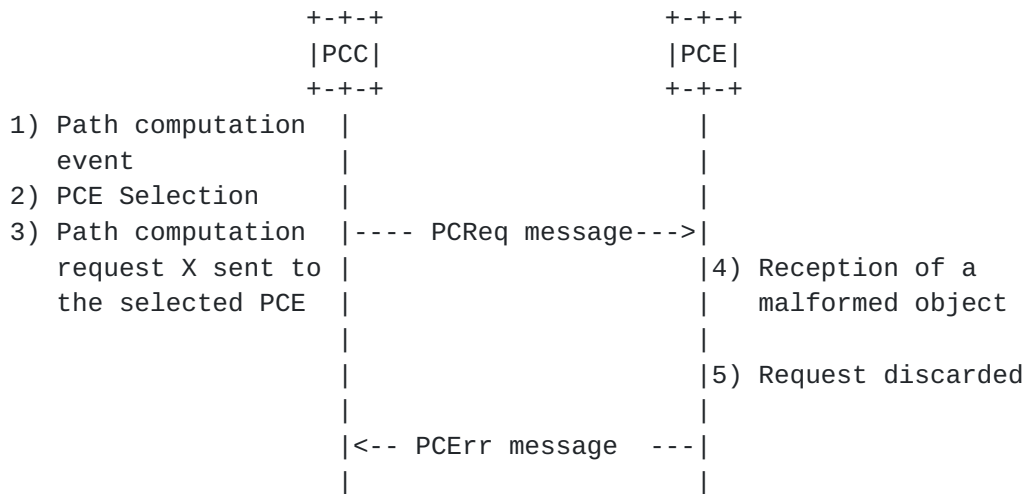 +-+-+                  +-+-+
                   |PCC|                  |PCE|
                   +-+-+                  +-+-+
1) Path computation  |                      |
   event             |                      |
2) PCE Selection     |                      |
3) Path computation  |---- PCReq message--->|
   request X sent to |                      |4) Reception of a
   the selected PCE  |                      |   malformed object
                     |                      |
                     |                      |5) Request discarded
                     |                      |
                     |<-- PCErr message  ---|
                     |                      |